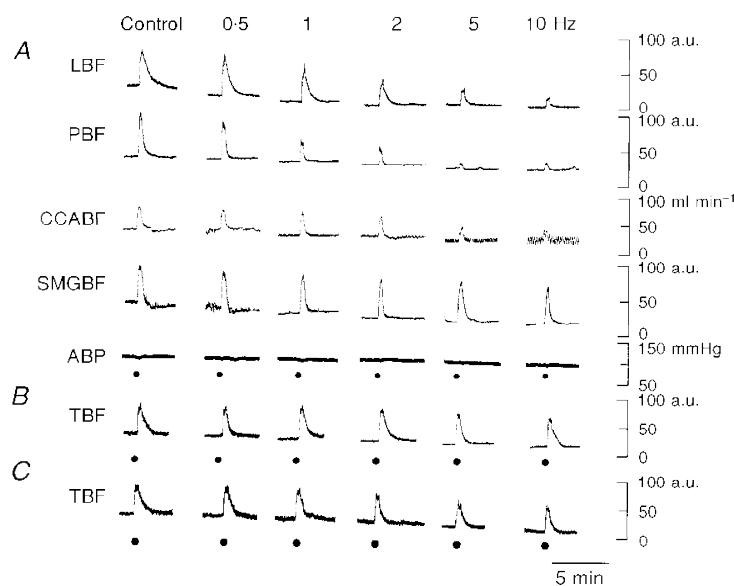 Control 0·5 1 2 5 10 Hz
A
LBF
100 a.u.
50
0
PBF
100 a.u.
50
0
CCABF
100 ml min⁻¹
50
0
SMGBF
100 a.u.
50
0
ABP
150 mmHg
50
B
TBF
100 a.u.
50
0
C
TBF
100 a.u.
50
0
5 min